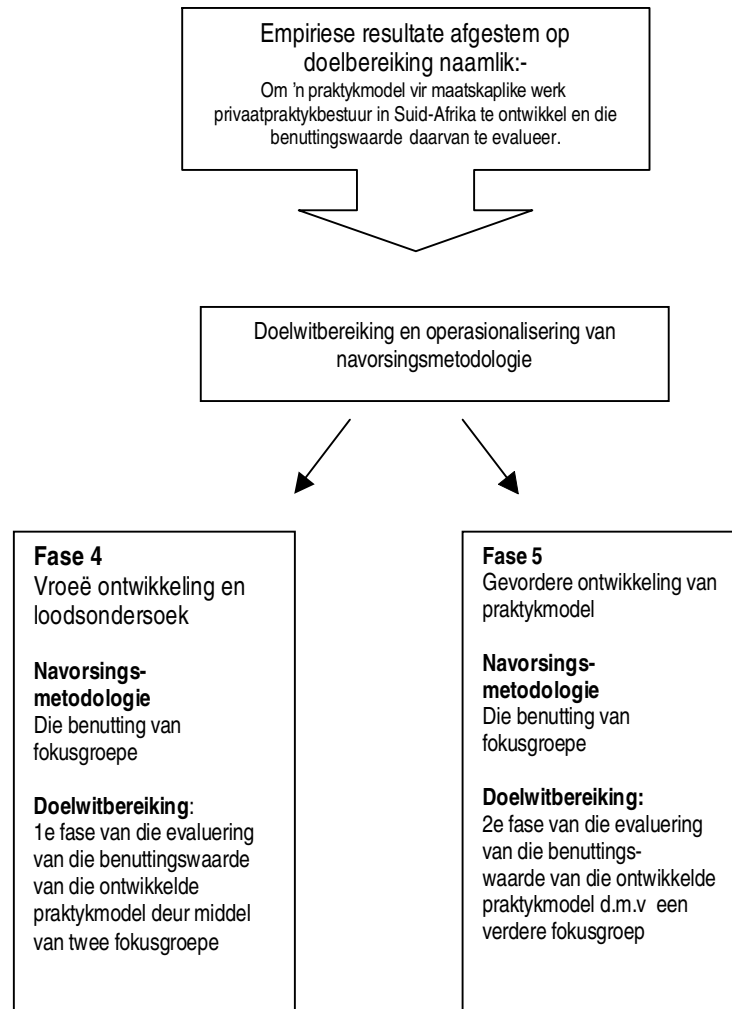 Empiriese resultate afgestem op
doelbereiking naamlik:-
Om 'n praktykmodel vir maatskaplike werk
privaatpraktykbestuur in Suid-Afrika te ontwikkel en die
benuttingswaarde daarvan te evalueer.
Doelwitbereiking en operasionalisering van
navorsingsmetodologie
Fase 4
Vroeë ontwikkeling en
loodsondersoek
Navorsings-
metodologie
Die benutting van
fokusgroepe
Doelwitbereiking:
1e fase van die evaluering
van die benuttingswaarde
van die ontwikkelde
praktykmodel deur middel
van twee fokusgroepe
Fase 5
Gevordere ontwikkeling van
praktykmodel
Navorsings-
metodologie
Die benutting van
fokusgroepe
Doelwitbereiking:
2e fase van die evaluering
van die benuttings-
waarde van die ontwikkelde
praktykmodel d.m.v een
verdere fokusgroep